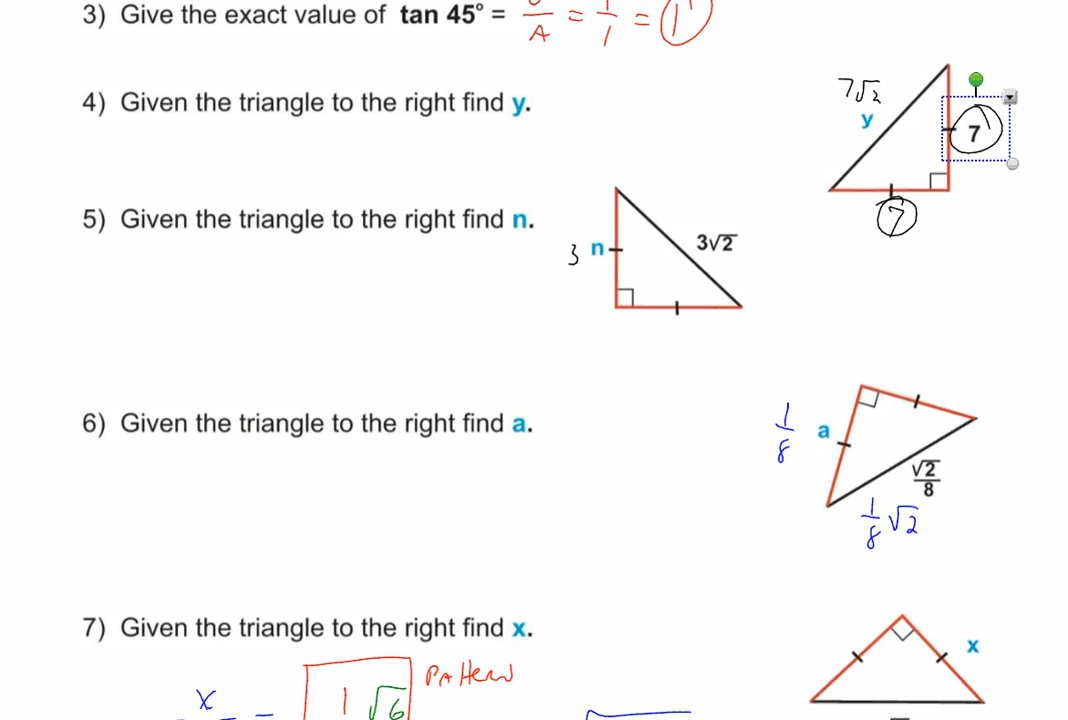 3) Give the exact value of tan 45° = O/A = 1/1 = 1
4) Given the triangle to the right find y.
7√2
y
7
7
5) Given the triangle to the right find n.
3 n
3√2
6) Given the triangle to the right find a.
1/8 a
√2/8
1/8 √2
7) Given the triangle to the right find x.
x
PATTERN
x = 1 √6